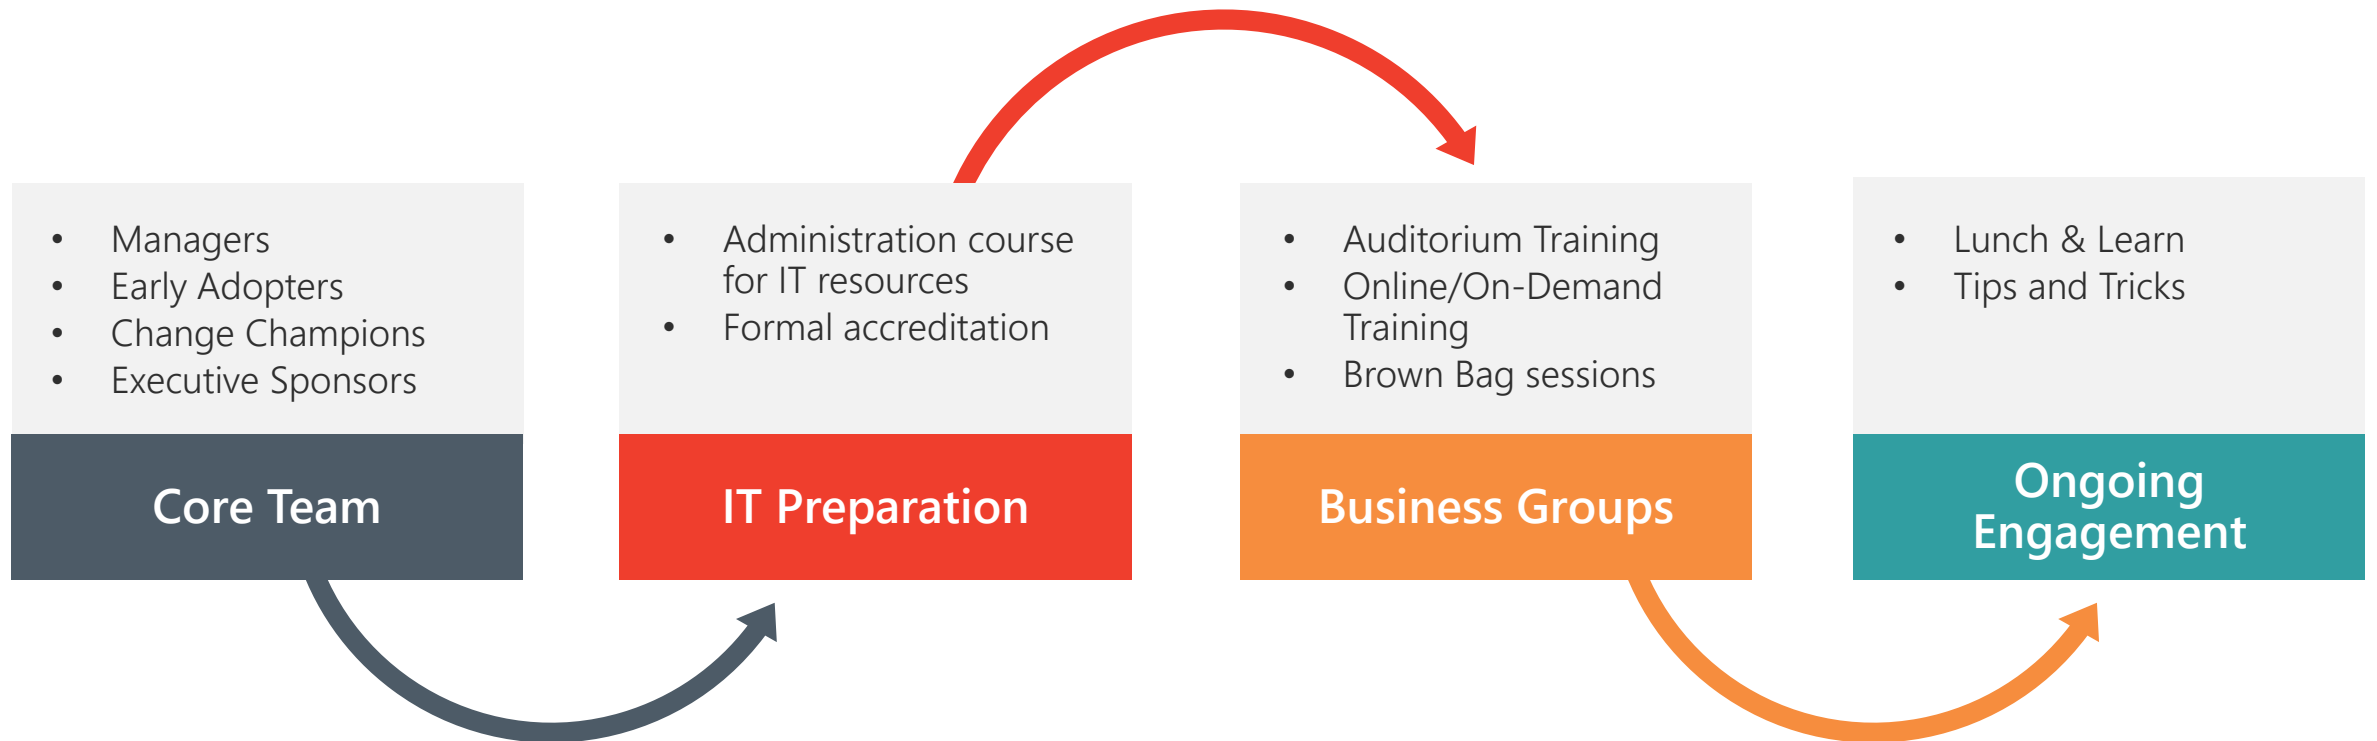 • Managers
• Early Adopters
• Change Champions
• Executive Sponsors
Core Team
• Administration course
for IT resources
• Formal accreditation
IT Preparation
• Auditorium Training
• Online/On-Demand
Training
• Brown Bag sessions
Business Groups
• Lunch & Learn
• Tips and Tricks
Ongoing
Engagement